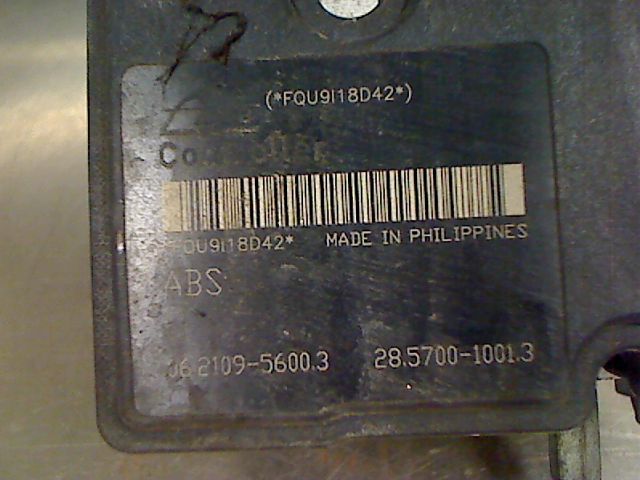 (*FQU9I18D42*)
*FQU9I18D42* MADE IN PHILIPPINES
ABS
06.2109-5600.3 28.5700-1001.3